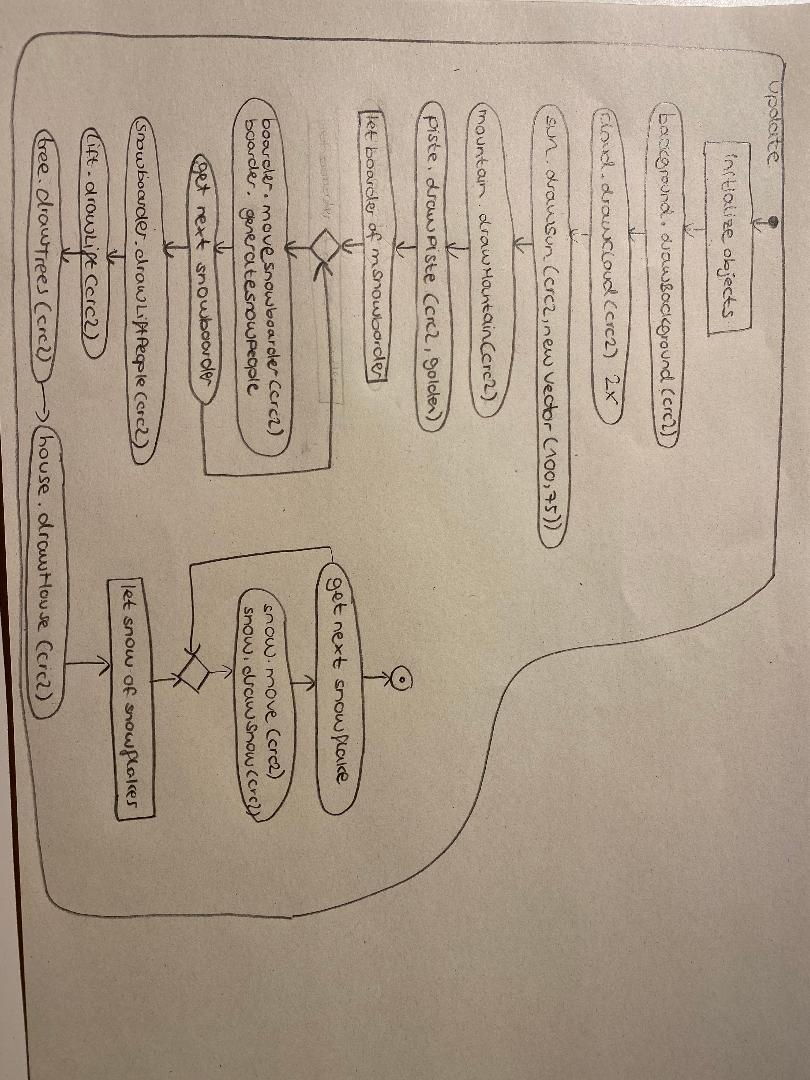 update
initialize objects
background.drawBackground(crc2)
cloud.drawCloud(crc2) 2x
sun.drawSun(crc2, new Vector(100,75))
mountain.drawMontain(crc2)
piste.drawPiste (crc2, golden)
let boarder of msnowborder
boarder.movesnowboarder(crc2)
boarder.generatesnowPeople
get next snowboarder
snowboarder.drawLiftPeople(crc2)
lift.drawLift(crc2)
tree.drawTrees(crc2)
house.drawHouse(crc2)
let snow of snowflakes
snow.move (crc2)
snow.drawSnow(crc2)
get next snowflake